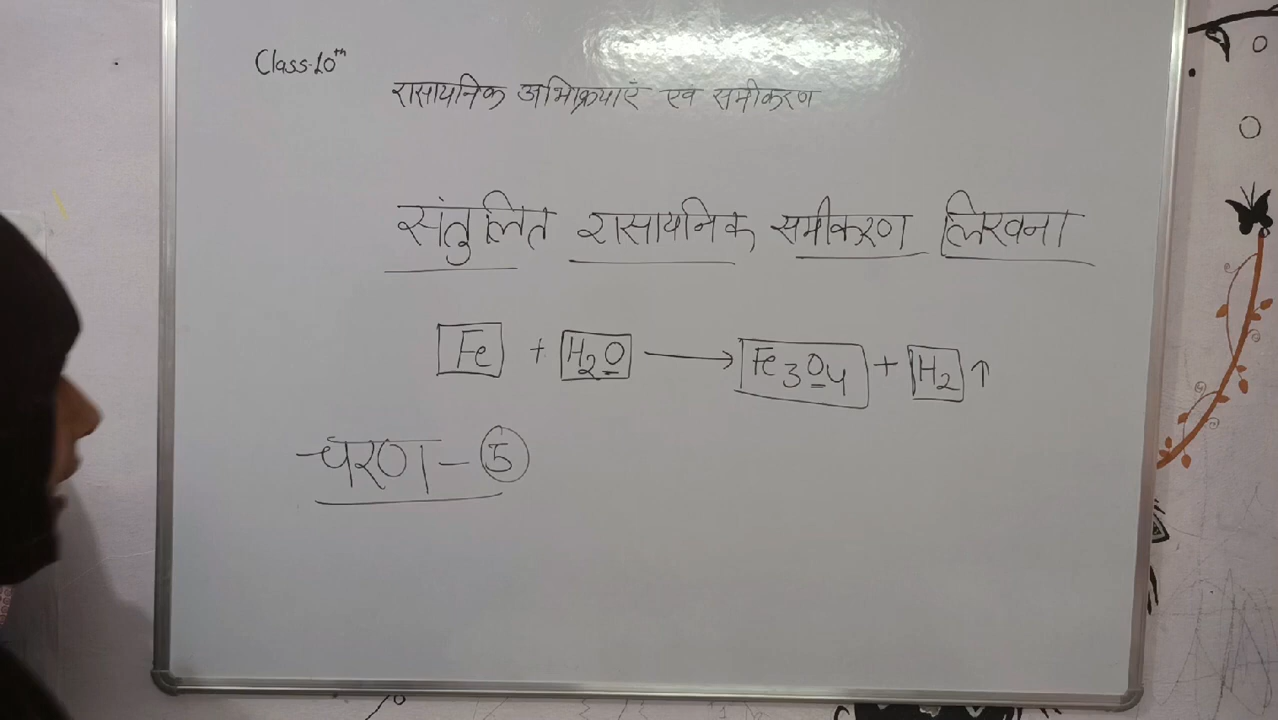 Class-10th
रासायनिक अभिक्रियाएं एव समीकरण
संतुलित रासायनिक समीकरण लिखना
Fe + H2O ⟶ Fe3O4 + H2 ↑
चरण - 5